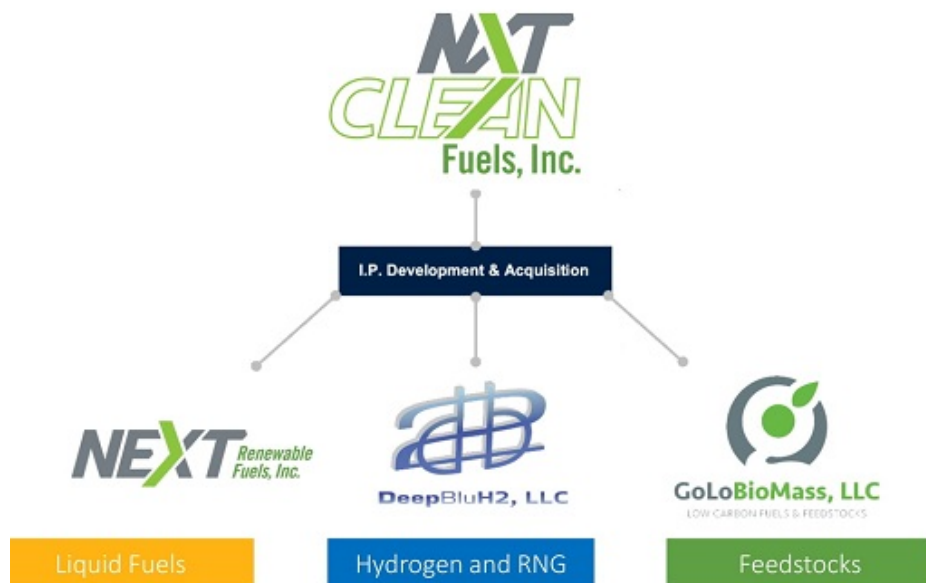 NXT
CLEAN
Fuels, Inc.
I.P. Development & Acquisition
NEXT Renewable
Fuels, Inc.
DeepBluH2, LLC
GoLoBioMass, LLC
LOW CARBON FUELS & FEEDSTOCKS
Liquid Fuels
Hydrogen and RNG
Feedstocks